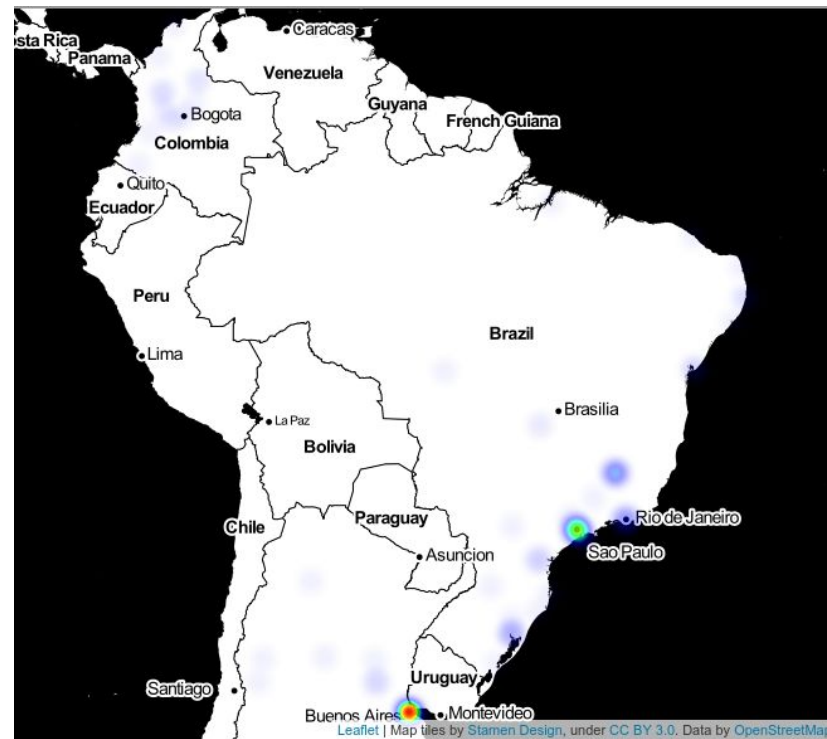 Caracas
osta Rica
Panama
Venezuela
Guyana
Bogota
French Guiana
Colombia
Quito
Ecuador
Peru
Brazil
Lima
Brasilia
La Paz
Bolivia
Paraguay
Rio de Janeiro
Chile
Sao Paulo
Asuncion
Uruguay
Santiago
Buenos Aires
Montevideo
Leaflet | Map tiles by Stamen Design, under CC BY 3.0. Data by OpenStreetMap